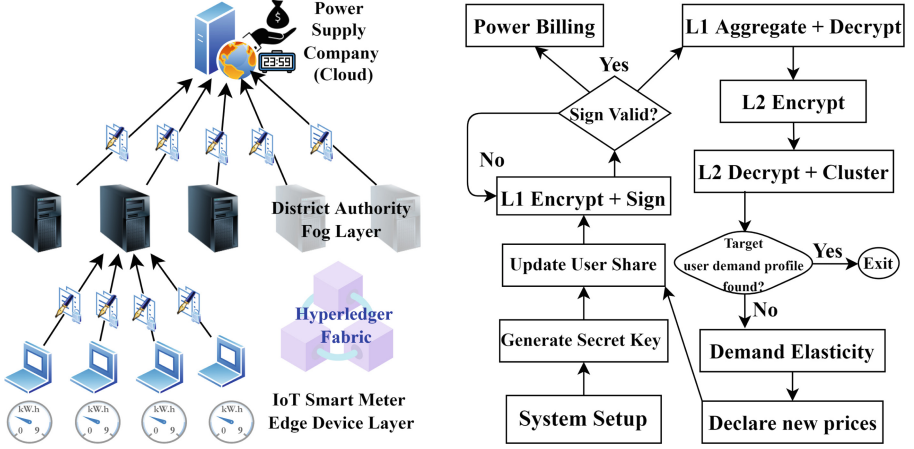 Power
Supply
Company
(Cloud)
23:59
$
District Authority
Fog Layer
Hyperledger
Fabric
IoT Smart Meter
Edge Device Layer
kW.h
0 9
kW.h
0 9
kW.h
0 9
kW.h
0 9
Power Billing
L1 Aggregate + Decrypt
Yes
Sign Valid?
L2 Encrypt
No
L2 Decrypt + Cluster
L1 Encrypt + Sign
Update User Share
Target
user demand profile
found?
Yes
Exit
No
Generate Secret Key
Demand Elasticity
System Setup
Declare new prices